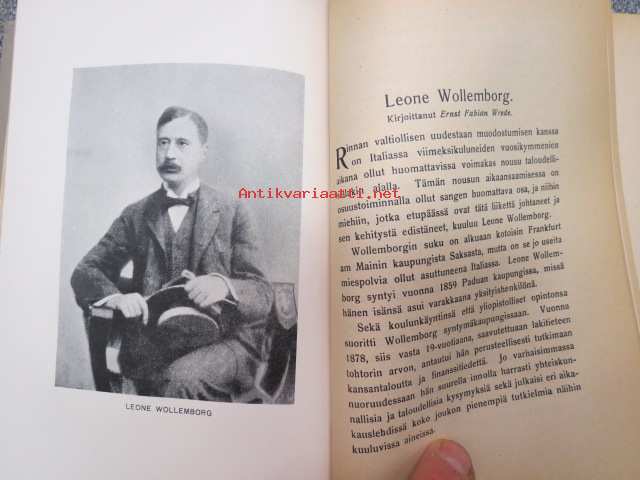 LEONE WOLLEMBORG
Leone Wollemborg.
Kirjoittanut Ernst Fabian Wrede.
Rinnan valtiollisen uudestaan muodostumisen kanssa
on Italiassa viimeksikuluneiden vuosikymmenien
aikana ollut huomattavissa voimakas nousu taloudelli-
sellakin alalla. Tämän nousun aikaansaamisessa on
osuustoiminnalla ollut sangen huomattava osa, ja niihin
miehiin, jotka etupäässä ovat tätä liikettä johtaneet ja
sen kehitystä edistäneet, kuuluu Leone Wollemborg.
Wollemborgin suku on alkuaan kotoisin Frankfurt
am Mainin kaupungista Saksasta, mutta on se jo useita
miespolvia ollut asuttuneena Italiassa. Leone Wollem-
borg syntyi vuonna 1859 Paduan kaupungissa, missä
hänen isänsä asui varakkaana yksityishenkilönä.
Sekä koulunkäyntinsä että yliopistolliset opintonsa
suoritti Wollemborg syntymäkaupungissaan. Vuonna
1878, siis vasta 19-vuotiaana, saavutettuaan lakitieteen
tohtorin arvon, antautui hän perusteellisesti tutkimaan
kansantaloutta ja finanssitiedettä. Jo varhaisimmassa
nuoruudessaan hän suurella innolla harrasti yhteiskun-
nallisia ja taloudellisia kysymyksiä sekä julkaisi eri aika-
kauslehdissä koko joukon pienempiä tutkielmia näihin
kuuluvissa aineissa.
Antikvariaatti.net